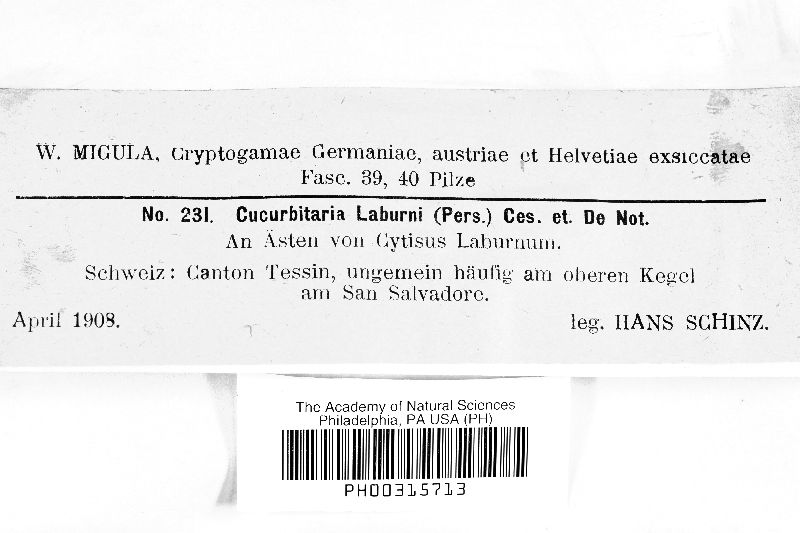 W. MIGULA, Cryptogamae Germaniae, austriae et Helvetiae exsiccatae
Fasc. 39, 40 Pilze
No. 231. Cucurbitaria Laburni (Pers.) Ces. et. De Not.
An Ästen von Cytisus Laburnum.
Schweiz: Canton Tessin, ungemein häufig am oberen Kegel
am San Salvadore.
April 1908.
leg. HANS SCHINZ.
The Academy of Natural Sciences
Philadelphia, PA USA (PH)
PH00315713